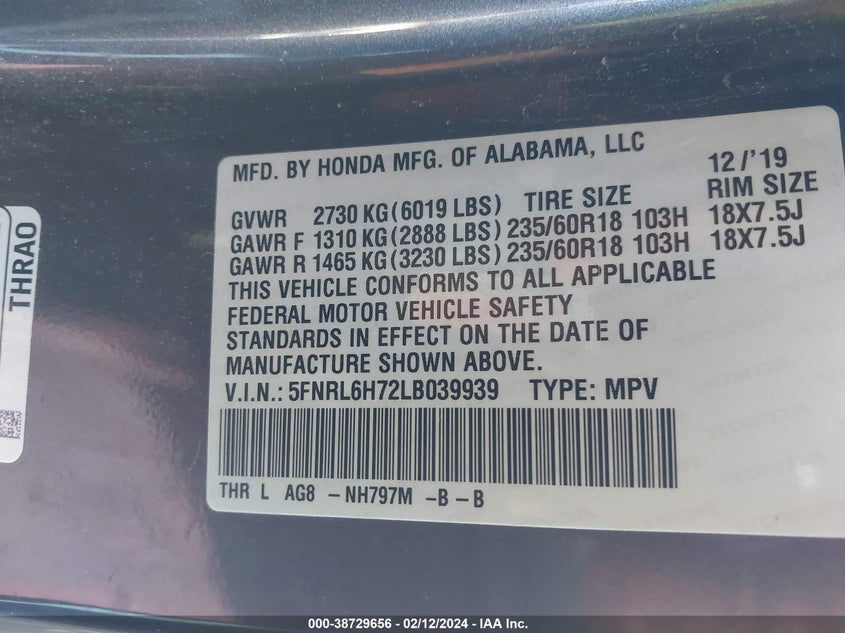 MFD. BY HONDA MFG. OF ALABAMA, LLC 12/'19
GVWR 2730 KG(6019 LBS) TIRE SIZE RIM SIZE
GAWR F 1310 KG(2888 LBS) 235/60R18 103H 18X7.5J
GAWR R 1465 KG(3230 LBS) 235/60R18 103H 18X7.5J
THIS VEHICLE CONFORMS TO ALL APPLICABLE
FEDERAL MOTOR VEHICLE SAFETY
STANDARDS IN EFFECT ON THE DATE OF
MANUFACTURE SHOWN ABOVE.
V.I.N.: 5FNRL6H72LB039939 TYPE: MPV
THR L AG8 -NH797M -B-B
THRAO
000-38729656 - 02/12/2024 - IAA Inc.